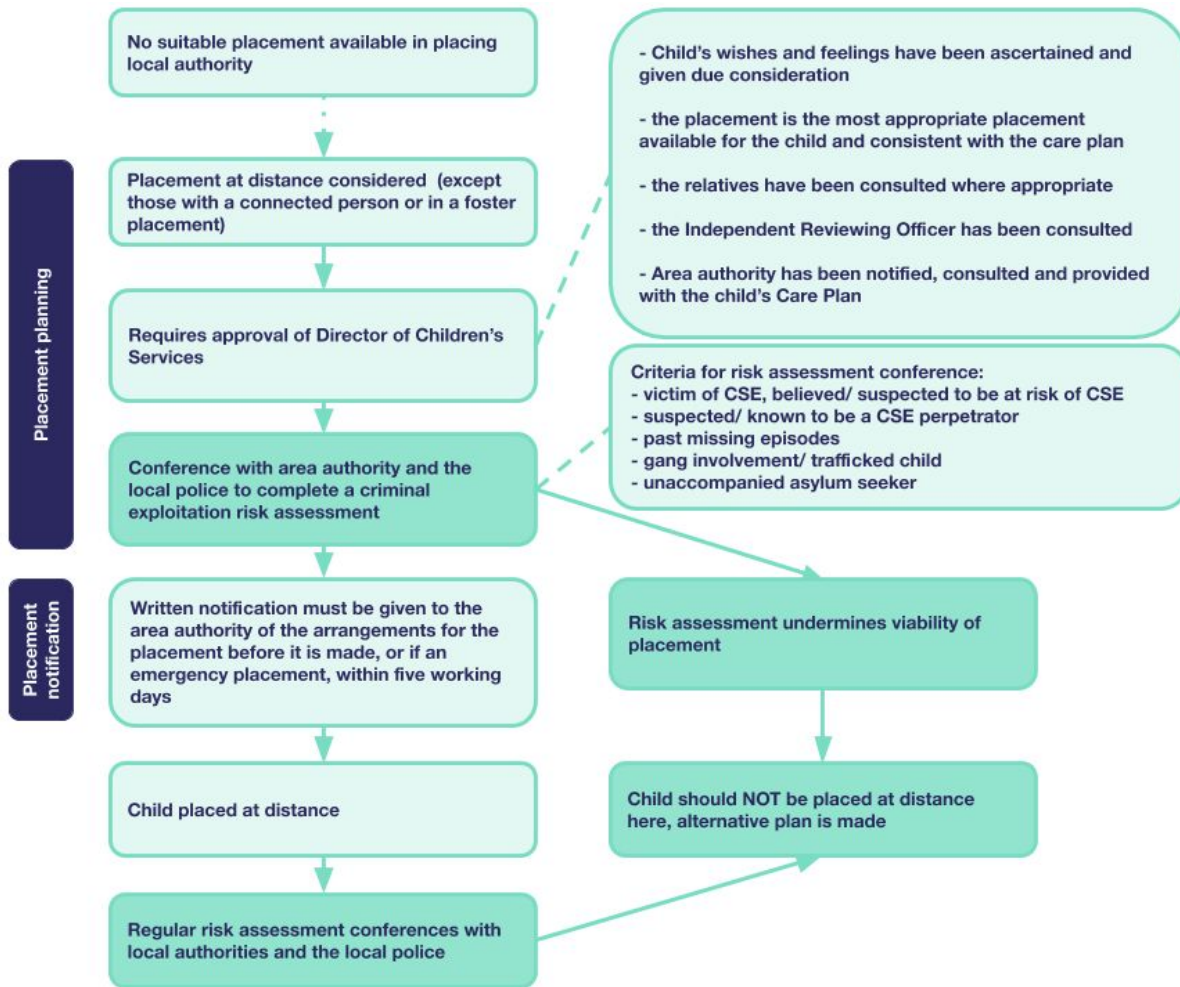 No suitable placement available in placing
local authority
Placement planning
Placement at distance considered (except
those with a connected person or in a foster
placement)
Requires approval of Director of Children's
Services
Conference with area authority and the
local police to complete a criminal
exploitation risk assessment
- Child's wishes and feelings have been ascertained and
given due consideration
- the placement is the most appropriate placement
available for the child and consistent with the care plan
- the relatives have been consulted where appropriate
- the Independent Reviewing Officer has been consulted
- Area authority has been notified, consulted and provided
with the child's Care Plan
Criteria for risk assessment conference:
- victim of CSE, believed/ suspected to be at risk of CSE
- suspected/ known to be a CSE perpetrator
- past missing episodes
- gang involvement/ trafficked child
- unaccompanied asylum seeker
Placement
notification
Written notification must be given to the
area authority of the arrangements for the
placement before it is made, or if an
emergency placement, within five working
days
Risk assessment undermines viability of
placement
Child placed at distance
Child should NOT be placed at distance
here, alternative plan is made
Regular risk assessment conferences with
local authorities and the local police